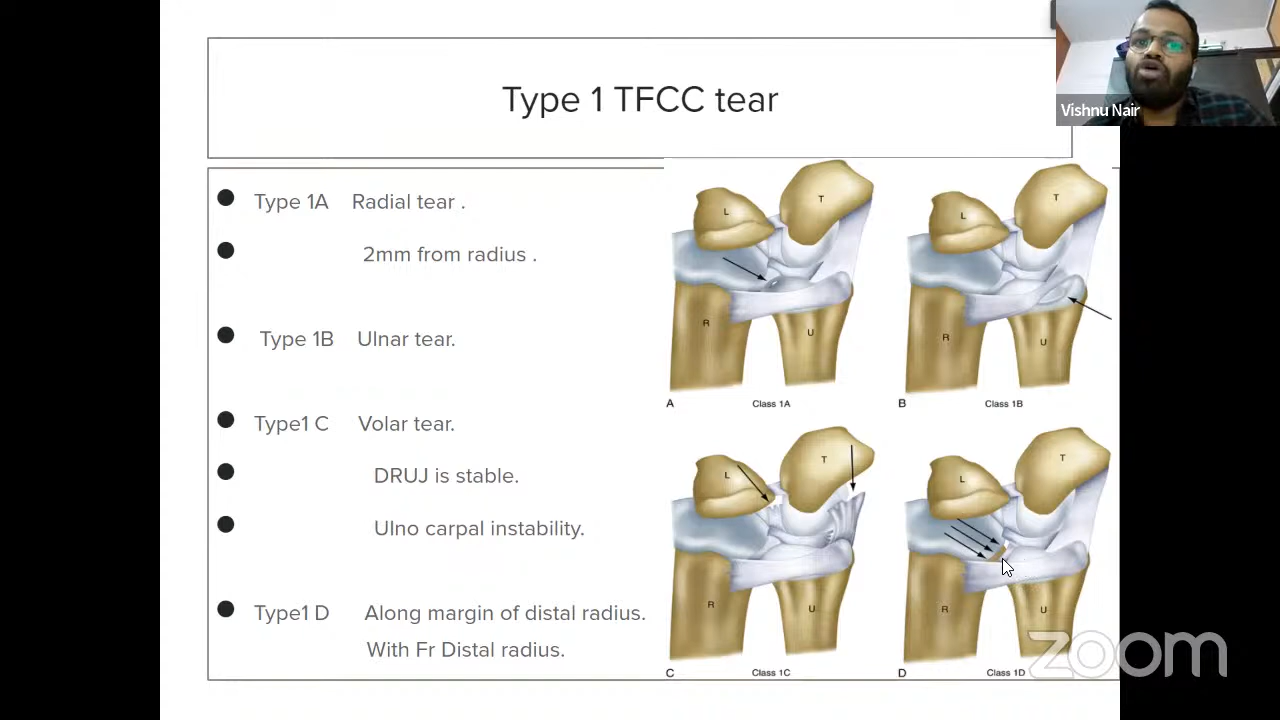 Type 1 TFCC tear
Vishnu Nair
Type 1A Radial tear .
2mm from radius .
Type 1B Ulnar tear.
Type1 C Volar tear.
DRUJ is stable.
Ulno carpal instability.
Type1 D Along margin of distal radius.
With Fr Distal radius.
L T
R U
A Class 1A
L T
R U
B Class 1B
L T
R U
C Class 1C
L T
R U
D Class 1D
zoom